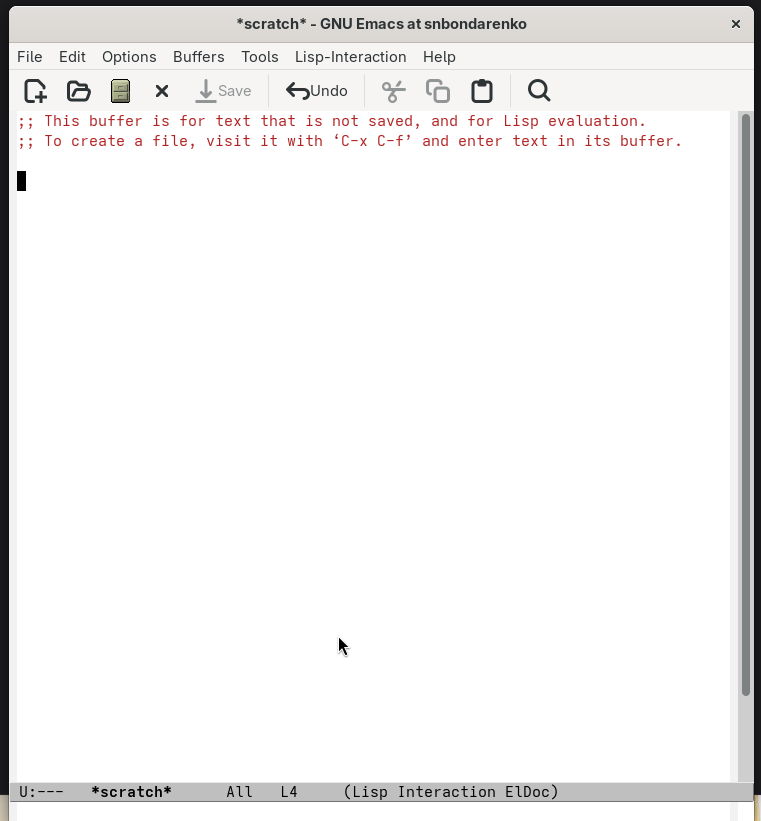 *scratch* - GNU Emacs at snbondarenko
File Edit Options Buffers Tools Lisp-Interaction Help
Save Undo
;; This buffer is for text that is not saved, and for Lisp evaluation.
;; To create a file, visit it with ‘C-x C-f’ and enter text in its buffer.
U:--- *scratch* All L4 (Lisp Interaction ElDoc)